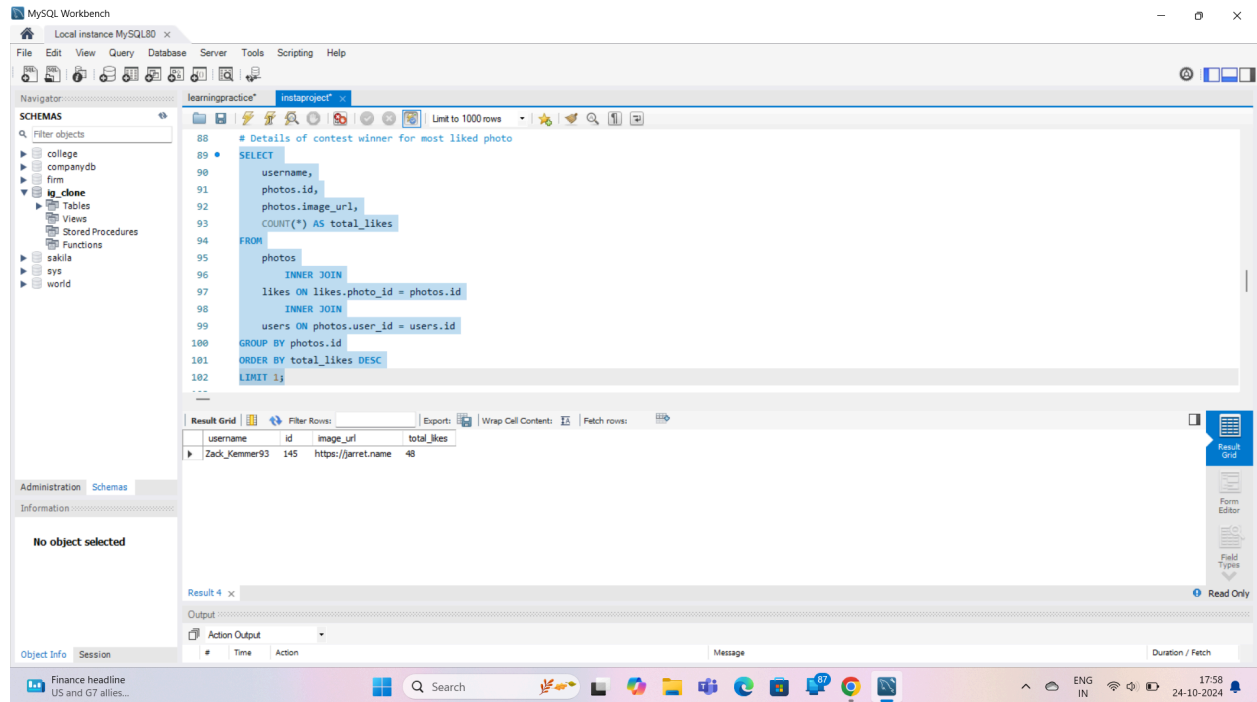 MySQL Workbench
Local instance MySQL80
File Edit View Query Database Server Tools Scripting Help
Navigator
SCHEMAS
Filter objects
college
companydb
firm
ig_clone
Tables
Views
Stored Procedures
Functions
sakila
sys
world
Administration Schemas
Information
No object selected
Object Info Session
learningpractice* instaproject*
Limit to 1000 rows
88 # Details of contest winner for most liked photo
89 SELECT
90 username,
91 photos.id,
92 photos.image_url,
93 COUNT(*) AS total_likes
94 FROM
95 photos
96 INNER JOIN
97 likes ON likes.photo_id = photos.id
98 INNER JOIN
99 users ON photos.user_id = users.id
100 GROUP BY photos.id
101 ORDER BY total_likes DESC
102 LIMIT 1;
Result Grid Filter Rows: Export: Wrap Cell Content: Fetch rows:
username id image_url total_likes
Zack_Kemmer93 145 https://jarret.name 48
Result Grid
Form Editor
Field Types
Result 4 Read Only
Output
Action Output
# Time Action Message Duration / Fetch
Finance headline
US and G7 allies...
Search
87
ENG
IN
17:58
24-10-2024